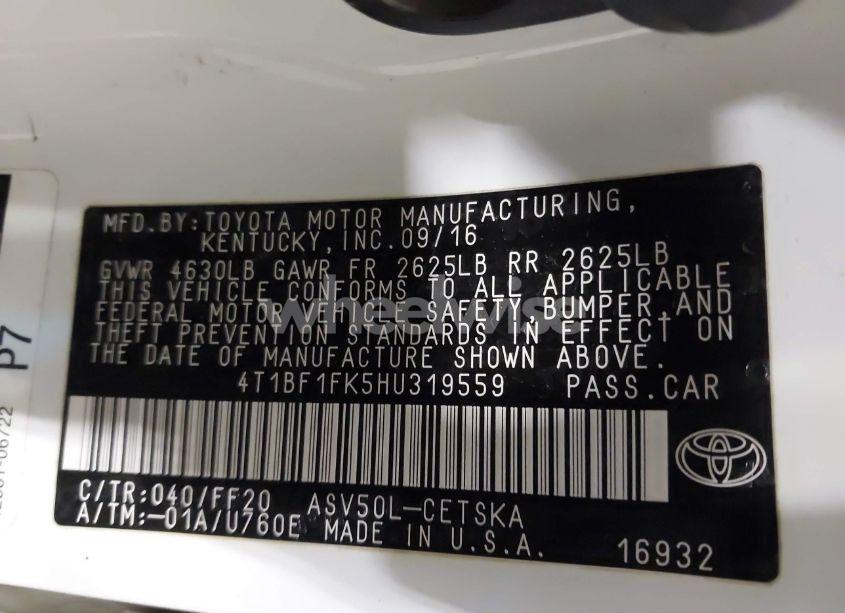 MFD.BY:TOYOTA MOTOR MANUFACTURING,
KENTUCKY,INC.09/16
GVWR 4630LB GAWR FR 2625LB RR 2625LB
THIS VEHICLE CONFORMS TO ALL APPLICABLE
FEDERAL MOTOR VEHICLE SAFETY,BUMPER,AND
THEFT PREVENTION STANDARDS IN EFFECT ON
THE DATE OF MANUFACTURE SHOWN ABOVE.
4T1BF1FK5HU319559 PASS.CAR
C/TR:040/FF20 ASV50L-CETSKA
A/TM:-01A/U760E MADE IN U.S.A.
16932
wheelwise
P7